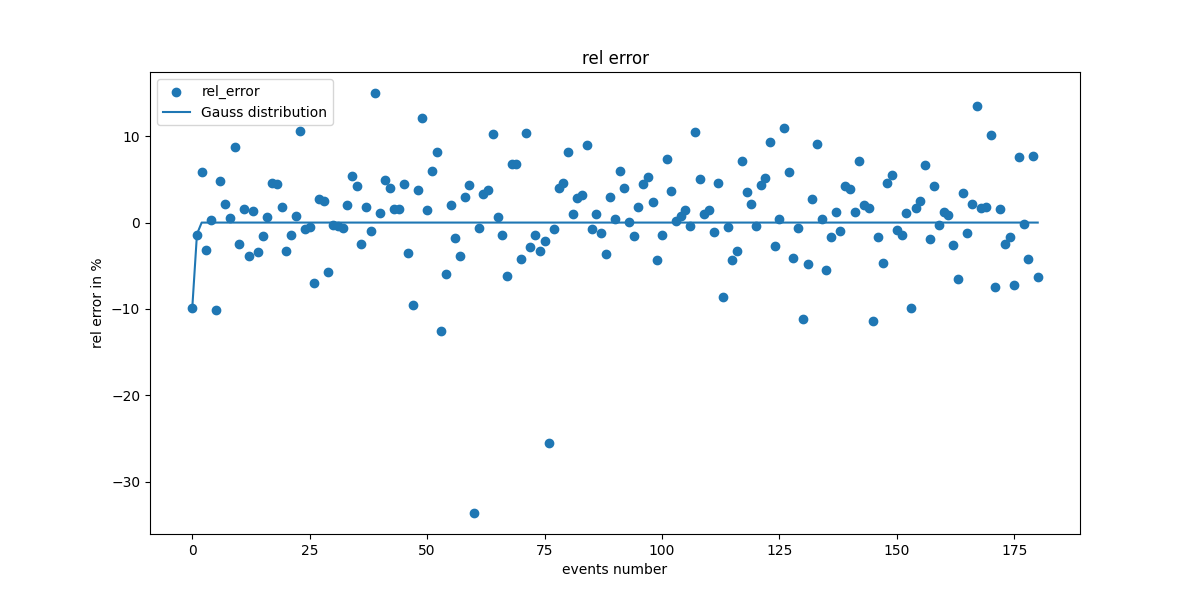 rel error
rel_error
Gauss distribution
10
0
−10
−20
−30
rel error in %
0 25 50 75 100 125 150 175
events number